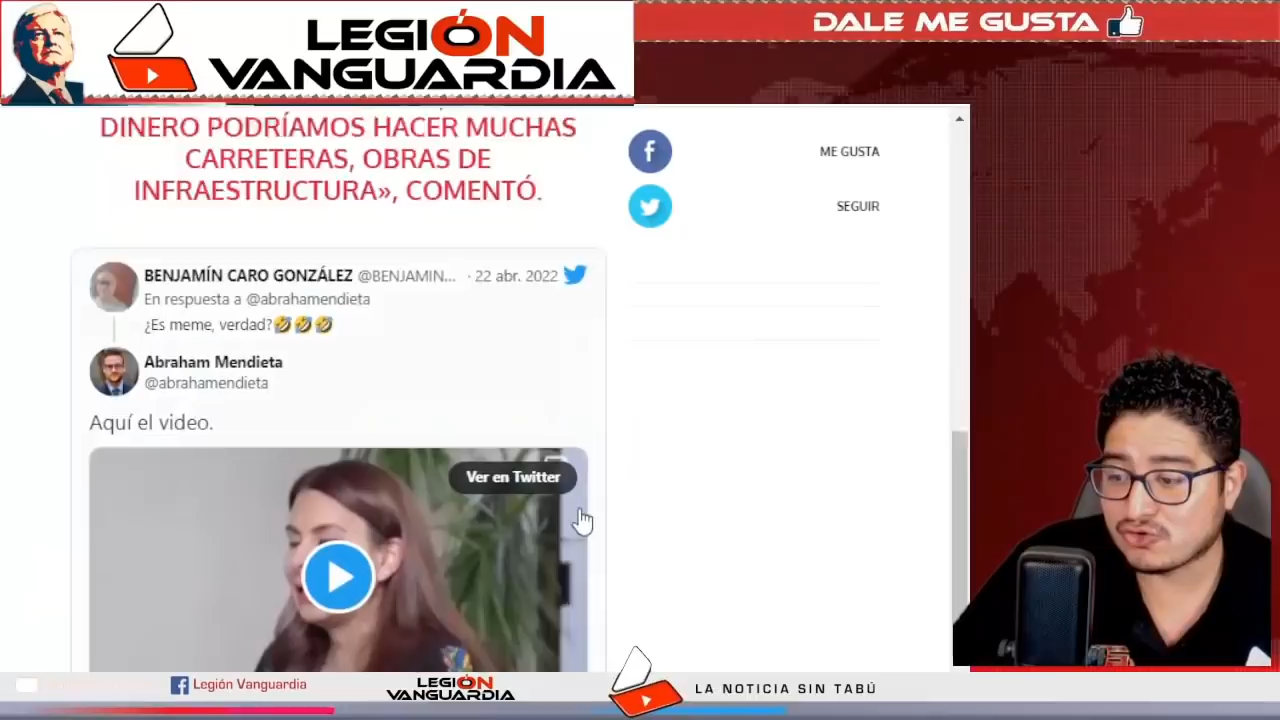 LEGIÓN
VANGUARDIA
DALE ME GUSTA
DINERO PODRÍAMOS HACER MUCHAS
CARRETERAS, OBRAS DE
INFRAESTRUCTURA», COMENTÓ.
ME GUSTA
SEGUIR
BENJAMÍN CARO GONZÁLEZ @BENJAMIN... · 22 abr. 2022
En respuesta a @abrahamendieta
¿Es meme, verdad?🤣🤣🤣
Abraham Mendieta
@abrahamendieta
Aquí el video.
Ver en Twitter
Legión Vanguardia
LEGIÓN
VANGUARDIA
LA NOTICIA SIN TABÚ